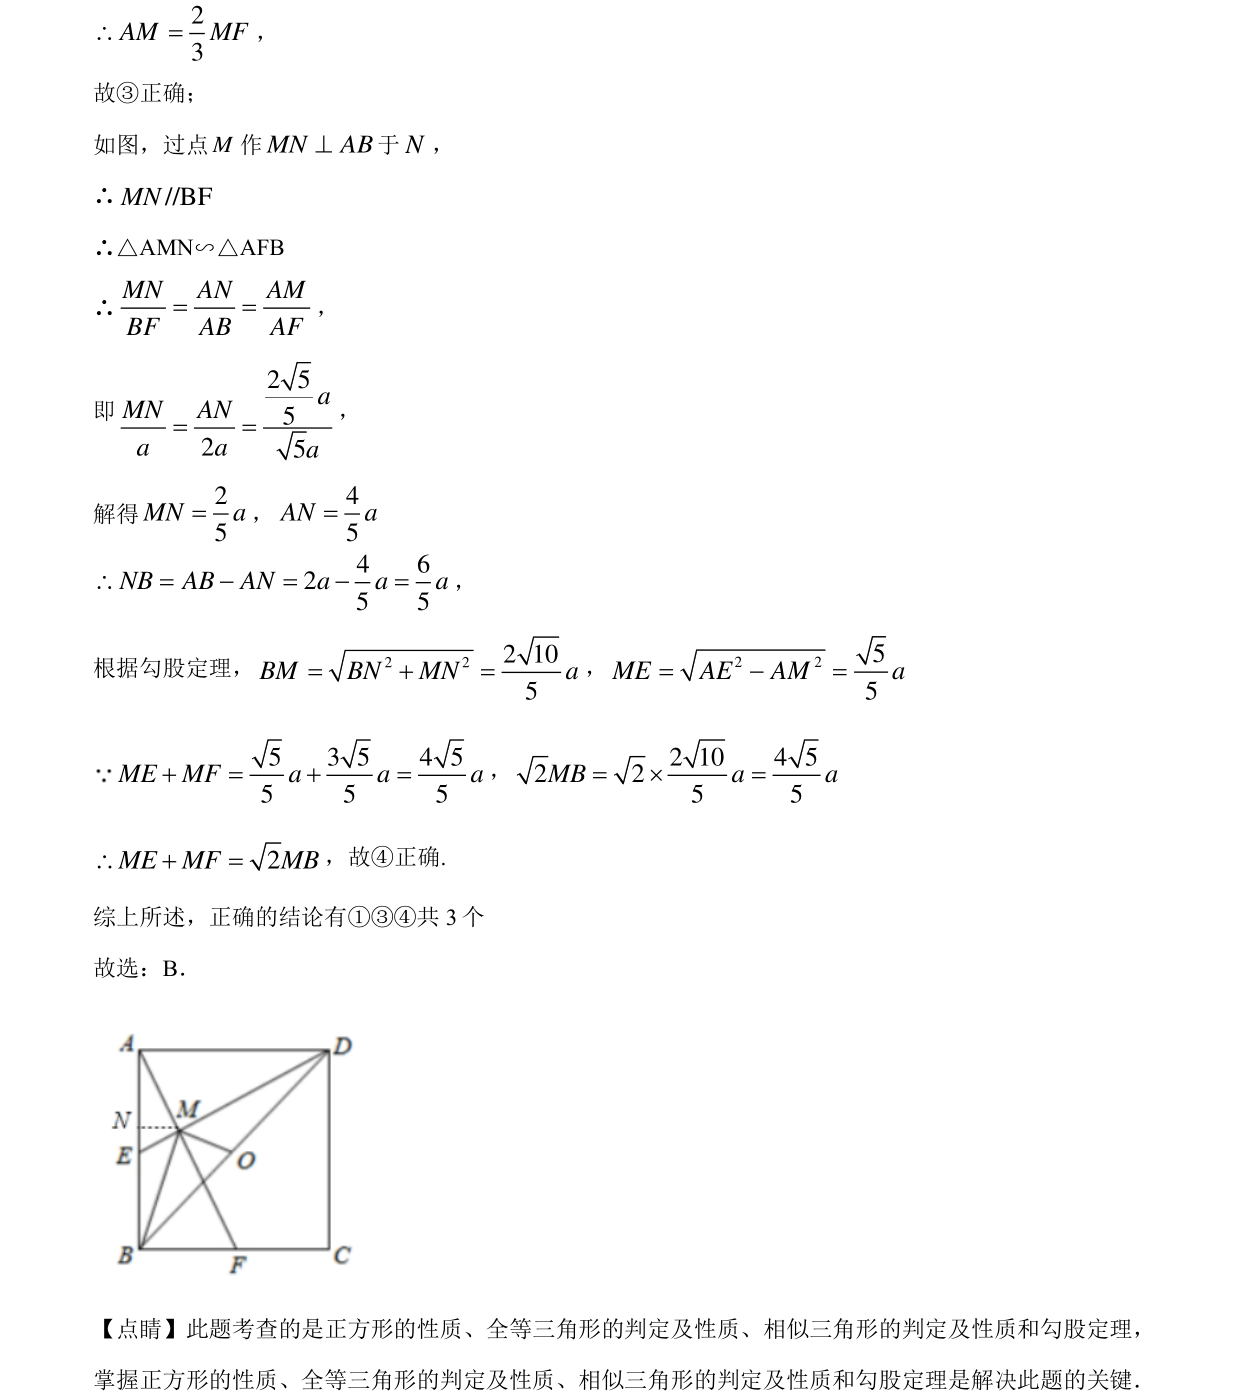 ∴AM = 2/3 MF，
故③正确；
如图，过点 M 作 MN ⊥ AB 于 N，
∴ MN//BF
∴△AMN∽△AFB
∴ MN/BF = AN/AB = AM/AF，
即 MN/a = AN/2a = (2√5/5 a)/(√5a)，
解得 MN = 2/5 a， AN = 4/5 a
∴ NB = AB − AN = 2a − 4/5 a = 6/5 a，
根据勾股定理， BM = √(BN² + MN²) = 2√10/5 a， ME = √(AE² − AM²) = √5/5 a
∵ ME + MF = √5/5 a + 3√5/5 a = 4√5/5 a， √2MB = √2 × 2√10/5 a = 4√5/5 a
∴ ME + MF = √2MB，故④正确.
综上所述，正确的结论有①③④共 3 个
故选：B．
A D
N M
E O
B F C
【点睛】此题考查的是正方形的性质、全等三角形的判定及性质、相似三角形的判定及性质和勾股定理，
掌握正方形的性质、全等三角形的判定及性质、相似三角形的判定及性质和勾股定理是解决此题的关键．